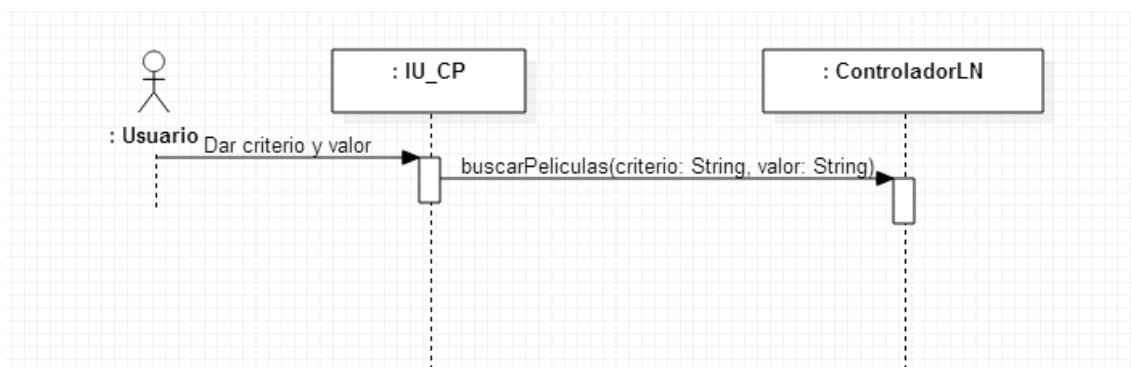 : IU_CP
: ControladorLN
: Usuario
Dar criterio y valor
buscarPeliculas(criterio: String, valor: String)